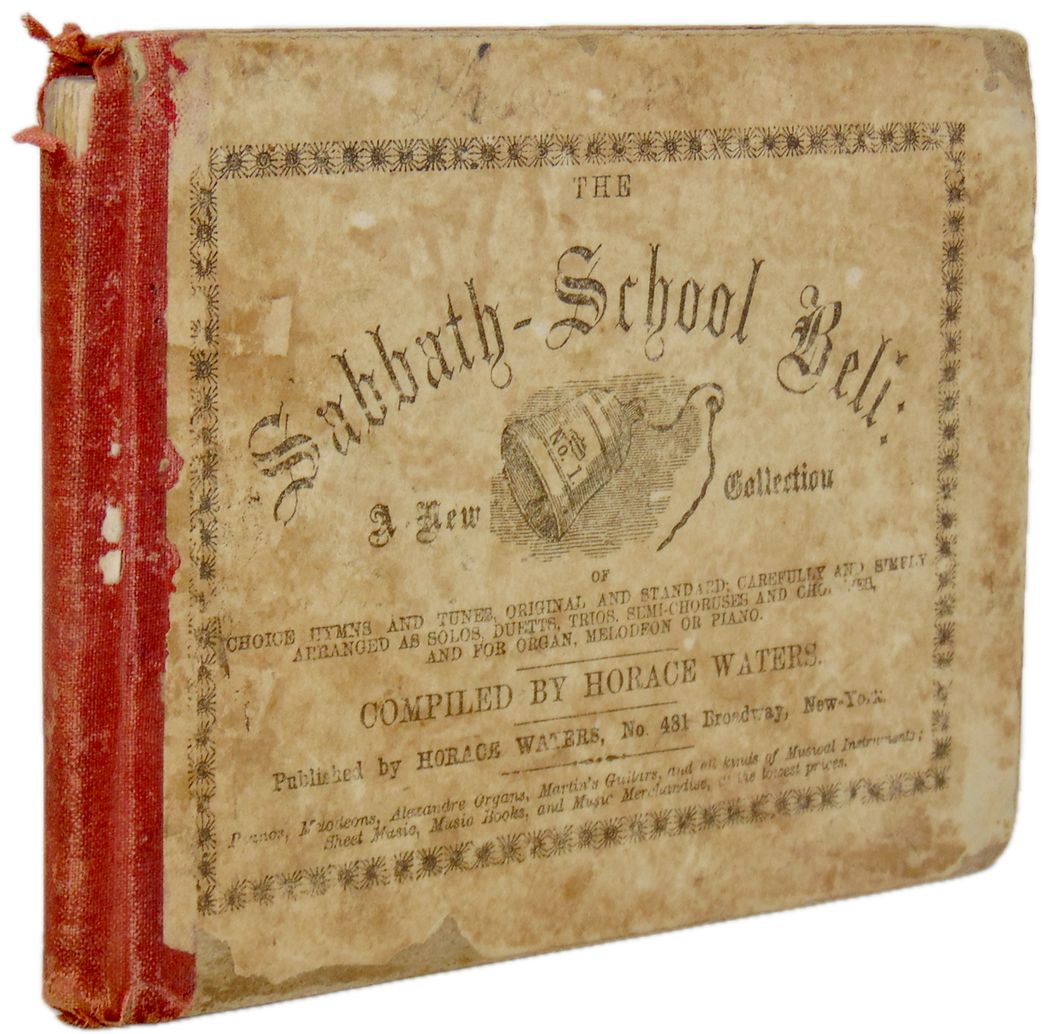 THE
Sabbath-School Bell:
No. 1
A New Collection
OF
CHOICE HYMNS AND TUNES, ORIGINAL AND STANDARD; CAREFULLY AND SIMPLY
ARRANGED AS SOLOS, DUETTS, TRIOS, SEMI-CHORUSES AND CHORUSES,
AND FOR ORGAN, MELODEON OR PIANO.
COMPILED BY HORACE WATERS.
Published by HORACE WATERS, No. 481 Broadway, New-York.
Pianos, Melodeons, Alexandre Organs, Martin's Guitars, and all kinds of Musical Instruments;
Sheet Music, Music Books, and Music Merchandise, at the lowest prices.